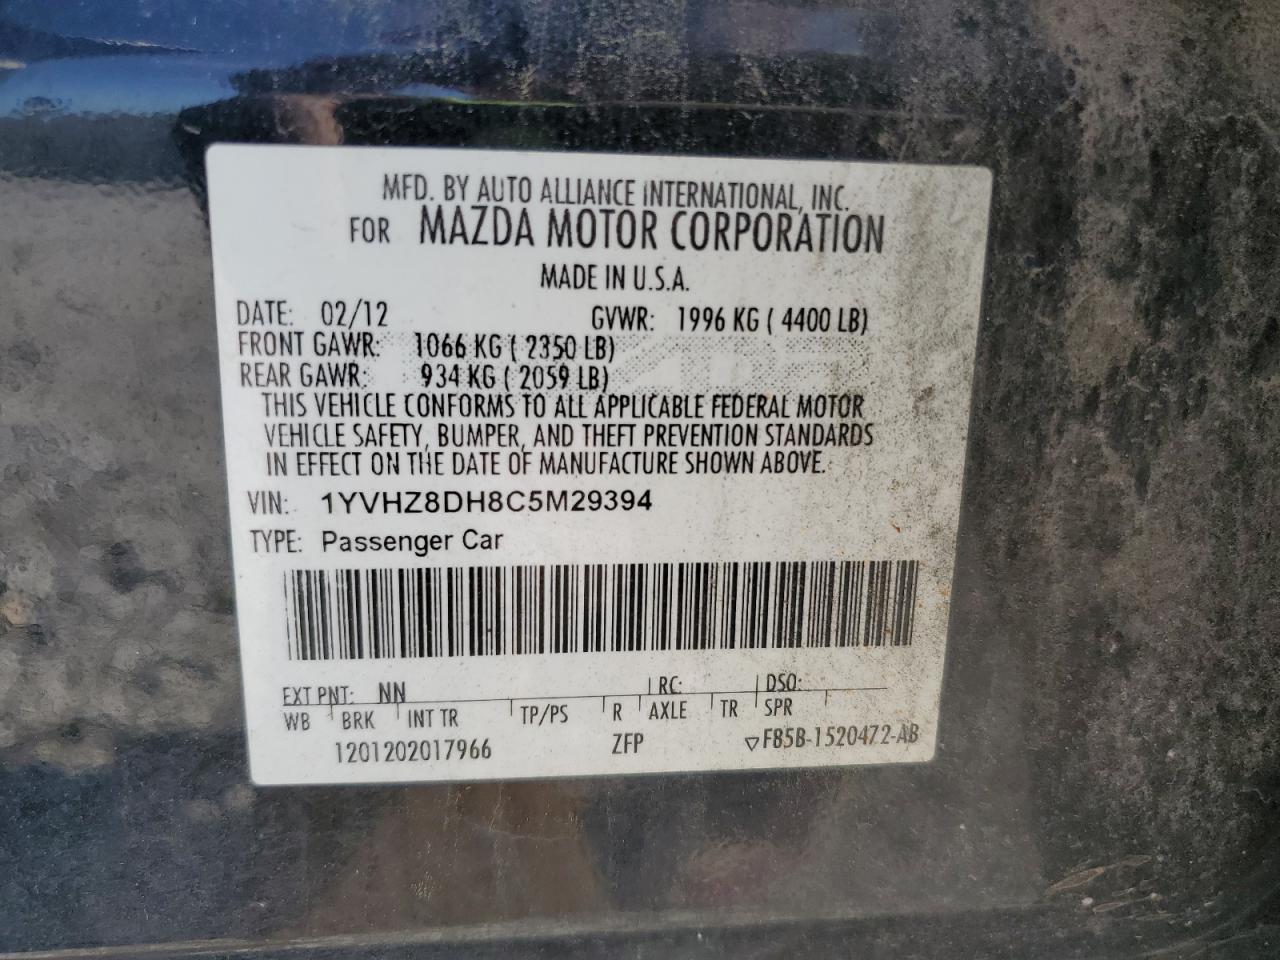 MFD. BY AUTO ALLIANCE INTERNATIONAL, INC.
FOR MAZDA MOTOR CORPORATION
MADE IN U.S.A.
DATE: 02/12 GVWR: 1996 KG ( 4400 LB)
FRONT GAWR: 1066 KG ( 2350 LB)
REAR GAWR: 934 KG ( 2059 LB)
THIS VEHICLE CONFORMS TO ALL APPLICABLE FEDERAL MOTOR
VEHICLE SAFETY, BUMPER, AND THEFT PREVENTION STANDARDS
IN EFFECT ON THE DATE OF MANUFACTURE SHOWN ABOVE.
VIN: 1YVHZ8DH8C5M29394
TYPE: Passenger Car
EXT PNT: NN RC: DSO:
WB BRK INT TR TP/PS R AXLE TR SPR
1201202017966 ZFP ▽F85B-1520472-AB